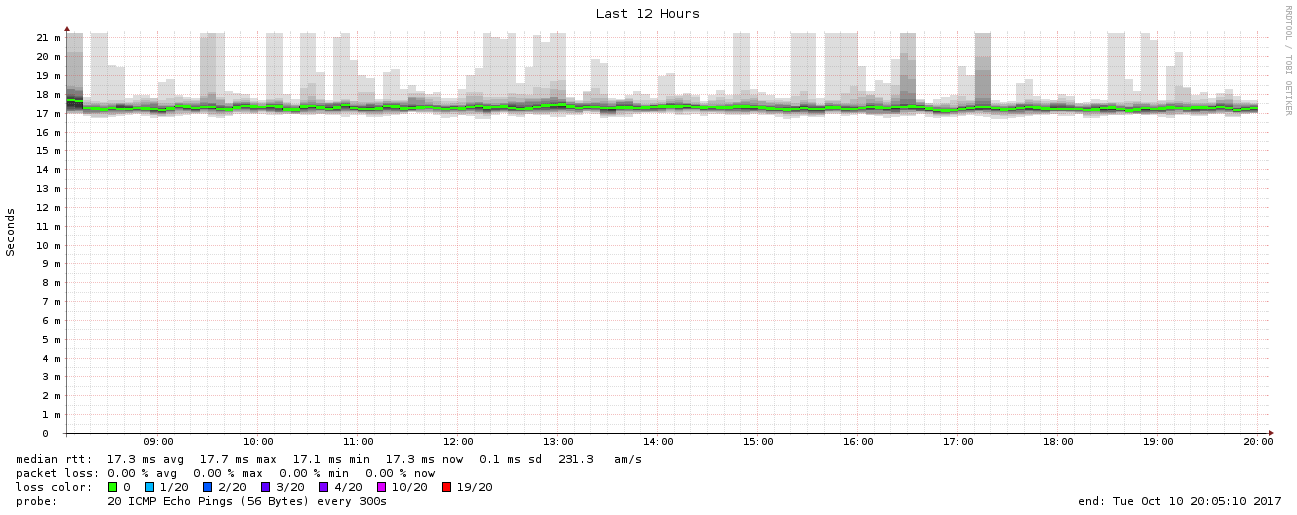 Last 12 Hours
RRDTOOL / TOBI OETIKER
Seconds
21 m
20 m
19 m
18 m
17 m
16 m
15 m
14 m
13 m
12 m
11 m
10 m
9 m
8 m
7 m
6 m
5 m
4 m
3 m
2 m
1 m
0
09:00 10:00 11:00 12:00 13:00 14:00 15:00 16:00 17:00 18:00 19:00 20:00
median rtt: 17.3 ms avg 17.7 ms max 17.1 ms min 17.3 ms now 0.1 ms sd 231.3 am/s
packet loss: 0.00 % avg 0.00 % max 0.00 % min 0.00 % now
loss color: 0 1/20 2/20 3/20 4/20 10/20 19/20
probe: 20 ICMP Echo Pings (56 Bytes) every 300s end: Tue Oct 10 20:05:10 2017